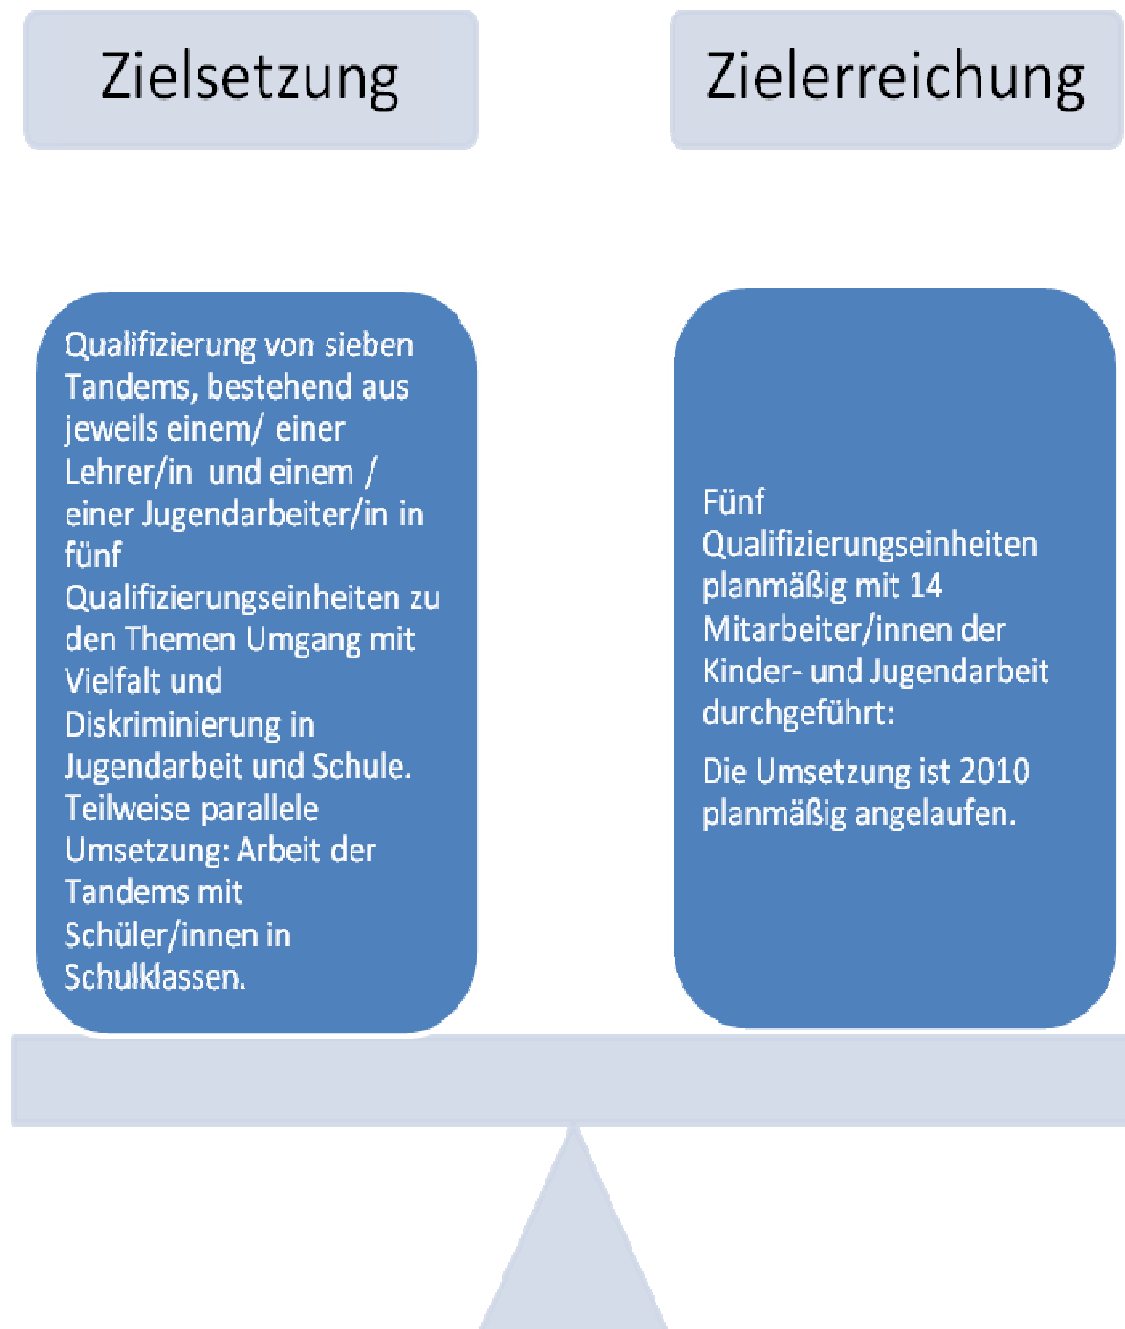 Zielsetzung
Zielerreichung
Qualifizierung von sieben
Tandems, bestehend aus
jeweils einem/ einer
Lehrer/in und einem /
einer Jugendarbeiter/in in
fünf
Qualifizierungseinheiten zu
den Themen Umgang mit
Vielfalt und
Diskriminierung in
Jugendarbeit und Schule.
Teilweise parallele
Umsetzung: Arbeit der
Tandems mit
Schüler/innen in
Schulklassen.
Fünf
Qualifizierungseinheiten
planmäßig mit 14
Mitarbeiter/innen der
Kinder- und Jugendarbeit
durchgeführt:
Die Umsetzung ist 2010
planmäßig angelaufen.